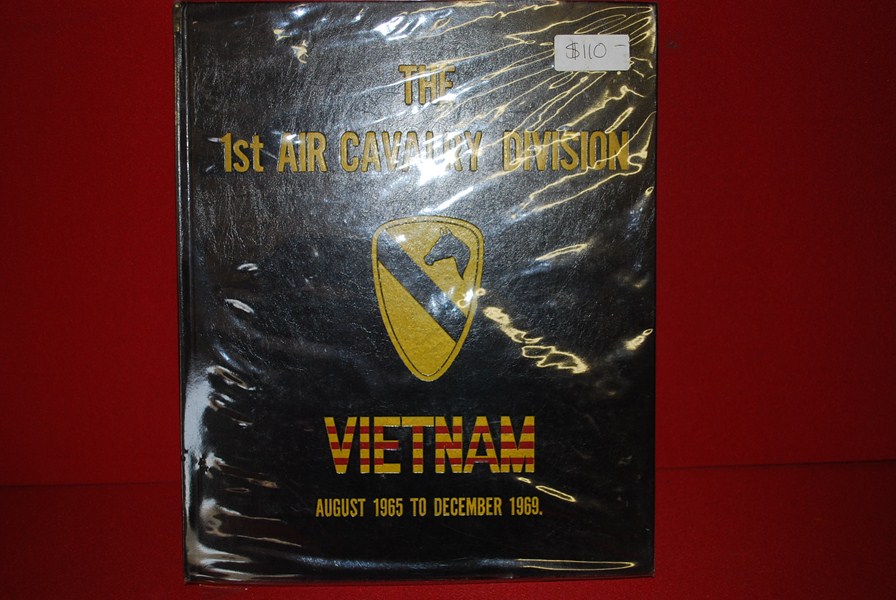 $110-
THE
1st AIR CAVALRY DIVISION
VIETNAM
AUGUST 1965 TO DECEMBER 1969.